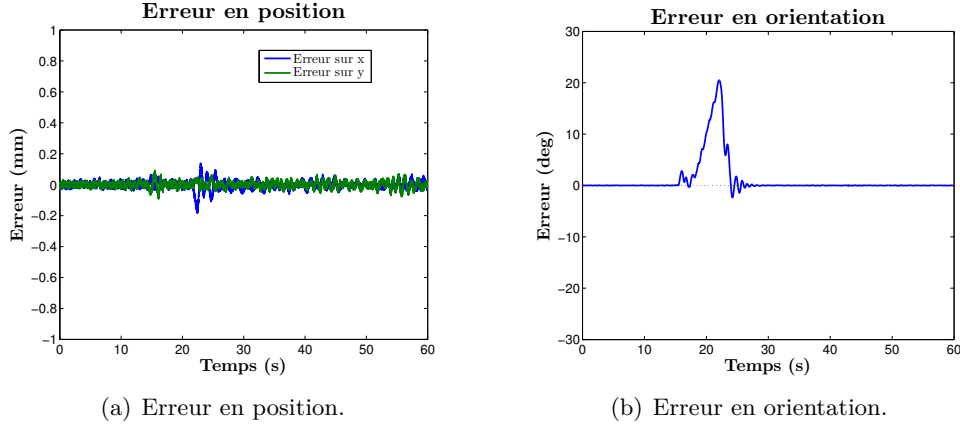 Erreur en position
1
0.8
0.6
0.4
0.2
0
−0.2
−0.4
−0.6
−0.8
−1
Erreur (mm)
Erreur sur x
Erreur sur y
0 10 20 30 40 50 60
Temps (s)
(a) Erreur en position.
Erreur en orientation
30
20
10
0
−10
−20
−30
Erreur (deg)
0 10 20 30 40 50 60
Temps (s)
(b) Erreur en orientation.